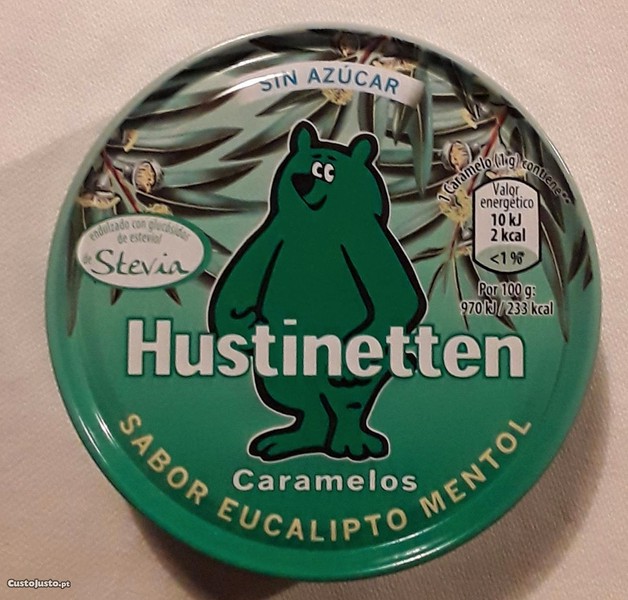 SIN AZÚCAR
1 Caramelo (1 g) contiene**
Valor
energético
10 kJ
2 kcal
<1 %*
Por 100 g:
970 kJ / 233 kcal
endulzado con glucósidos
de esteviol
de Stevia
Hustinetten
Caramelos
SABOR EUCALIPTO MENTOL
CustoJusto.pt